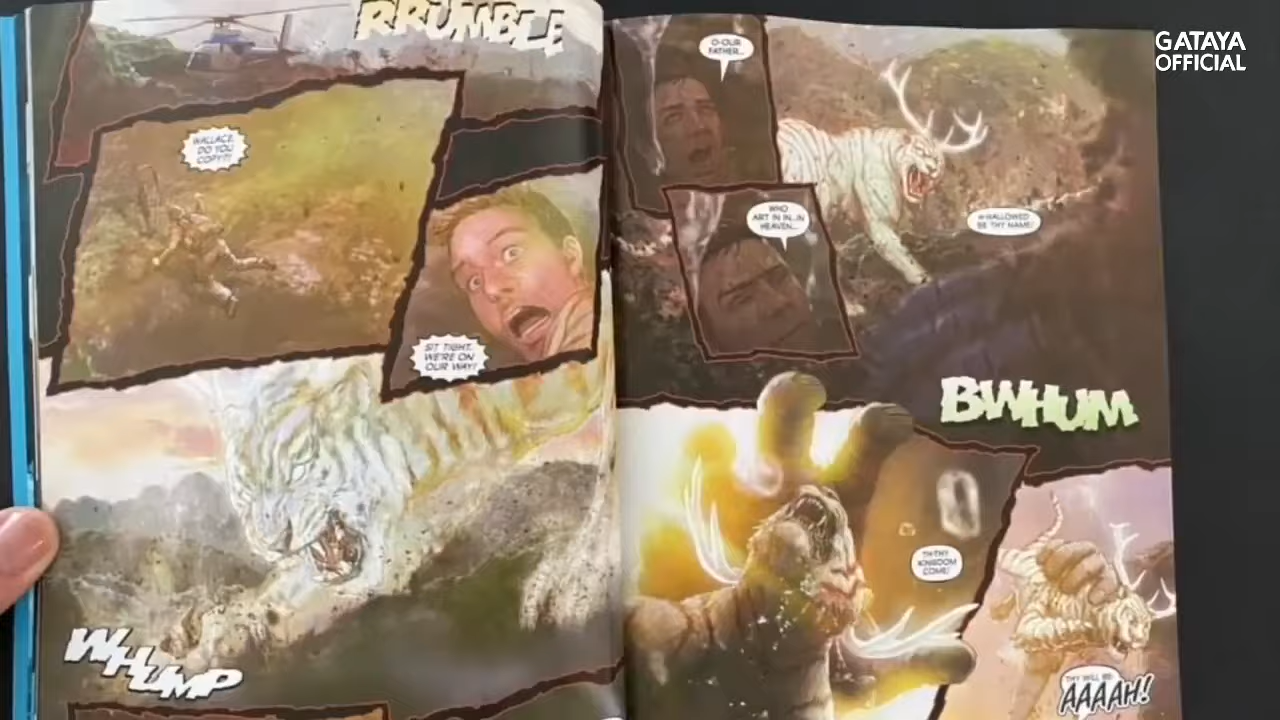 RRUMBLE
WALLACE,
DO YOU
COPY?!
SIT TIGHT.
WE'RE ON
OUR WAY!
WHUMP
O-OUR
FATHER...
WHO
ART IN IN...IN
HEAVEN...
H-HALLOWED
BE THY NAME!
BWHUM
TH-THY
KINGDOM
COME!
THY WILL BE-
AAAAH!
GATAYA
OFFICIAL